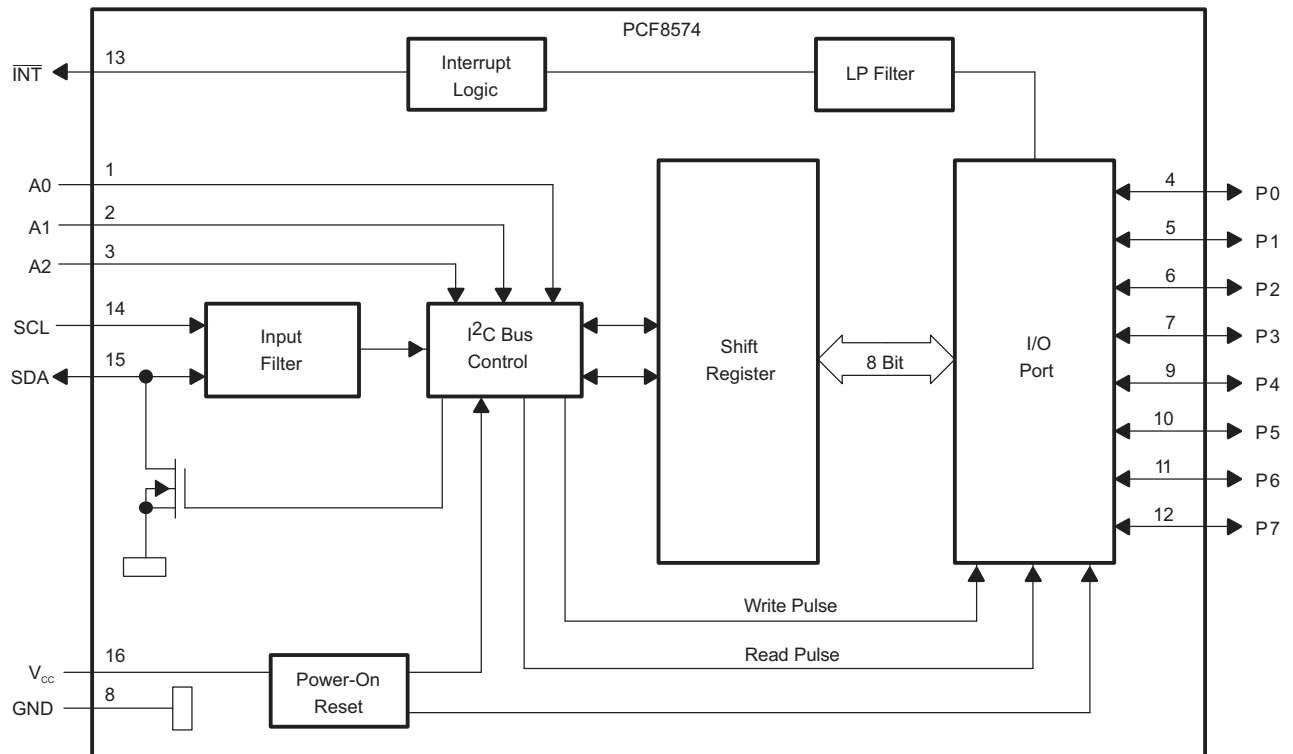 PCF8574
INT
13
Interrupt
Logic
LP Filter
A0
1
A1
2
A2
3
SCL
14
SDA
15
Input
Filter
I2C Bus
Control
Shift
Register
8 Bit
I/O
Port
4
P0
5
P1
6
P2
7
P3
9
P4
10
P5
11
P6
12
P7
Write Pulse
Read Pulse
Vcc
16
GND
8
Power-On
Reset